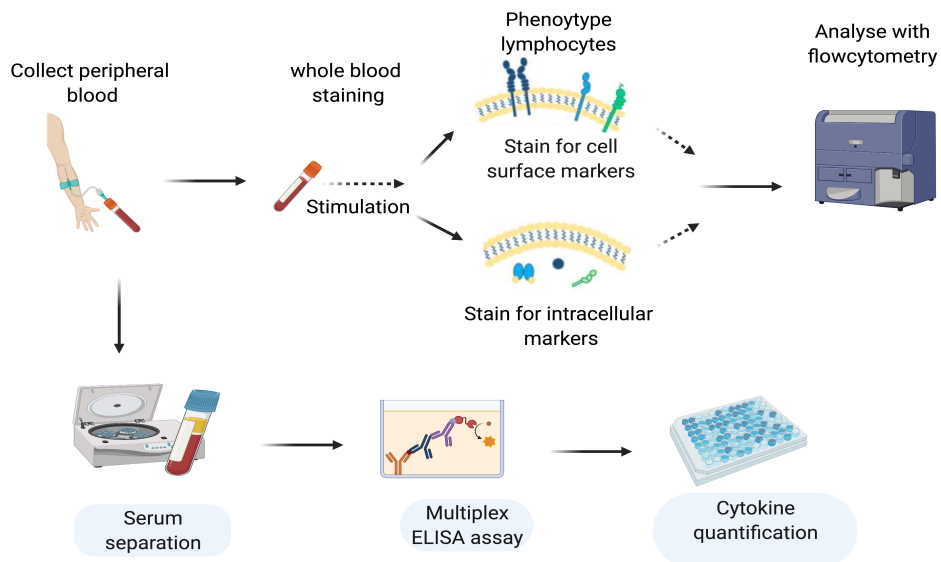 Collect peripheral
blood
whole blood
staining
Stimulation
Phenoytype
lymphocytes
Stain for cell
surface markers
Stain for intracellular
markers
Analyse with
flowcytometry
Serum
separation
Multiplex
ELISA assay
Cytokine
quantification